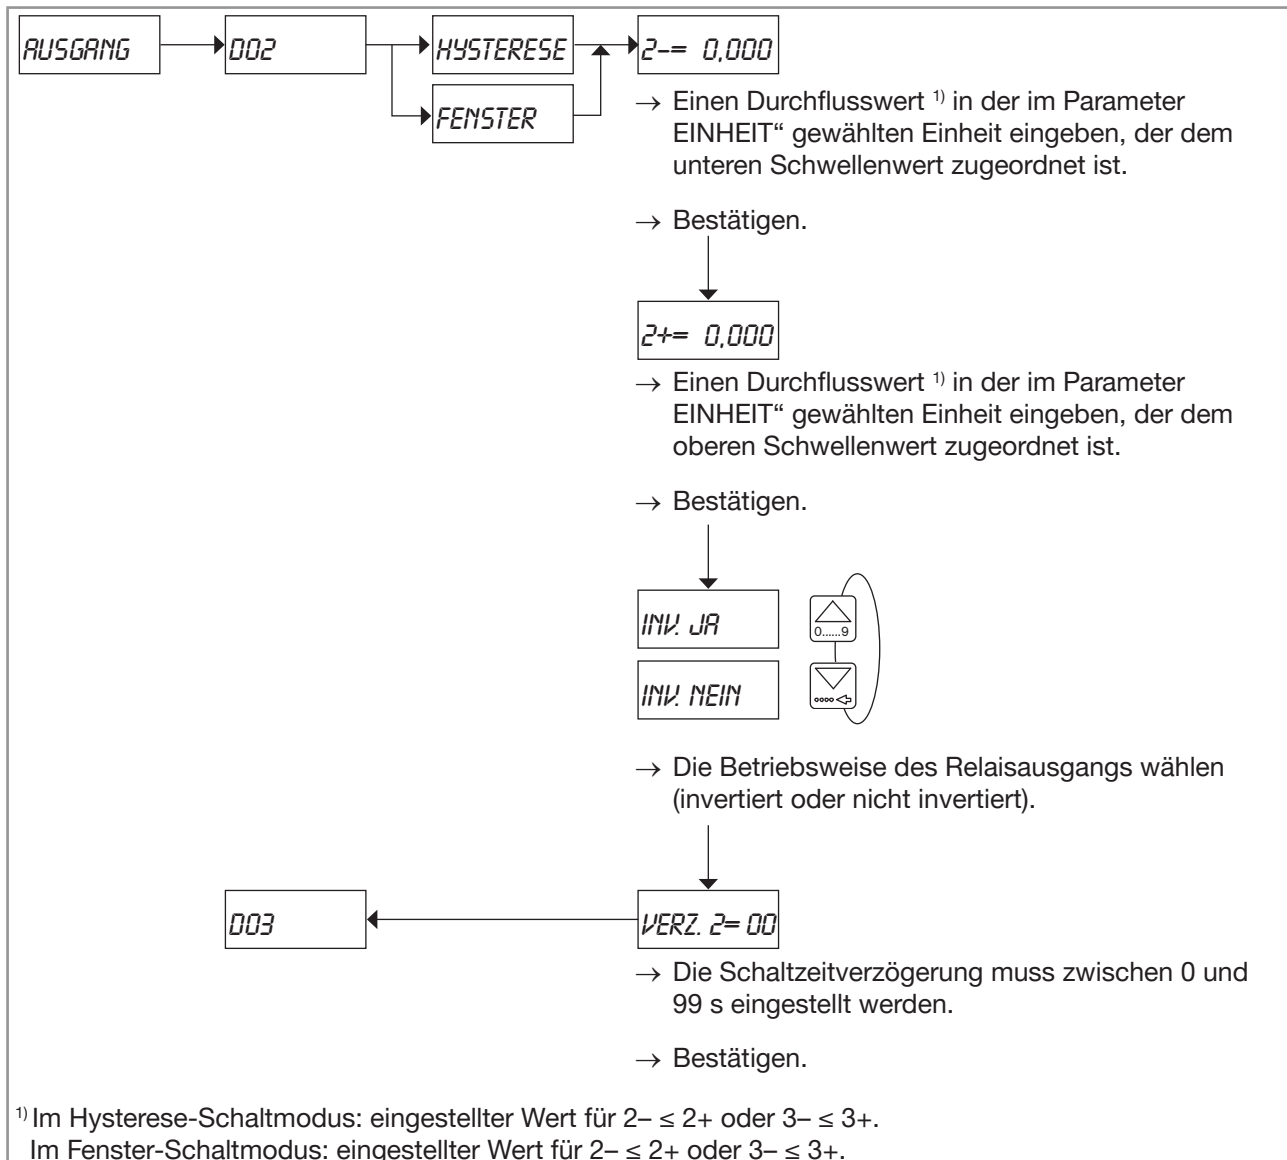 AUSGANG
002
HYSTERESE
2-= 0,000
FENSTER
→ Einen Durchflusswert 1) in der im Parameter
EINHEIT“ gewählten Einheit eingeben, der dem
unteren Schwellenwert zugeordnet ist.
→ Bestätigen.
2+= 0,000
→ Einen Durchflusswert 1) in der im Parameter
EINHEIT“ gewählten Einheit eingeben, der dem
oberen Schwellenwert zugeordnet ist.
→ Bestätigen.
INV. JA
0......9
INV. NEIN
→ Die Betriebsweise des Relaisausgangs wählen
(invertiert oder nicht invertiert).
003
VERZ. 2= 00
→ Die Schaltzeitverzögerung muss zwischen 0 und
99 s eingestellt werden.
→ Bestätigen.
1) Im Hysterese-Schaltmodus: eingestellter Wert für 2– ≤ 2+ oder 3– ≤ 3+.
Im Fenster-Schaltmodus: eingestellter Wert für 2– ≤ 2+ oder 3– ≤ 3+.